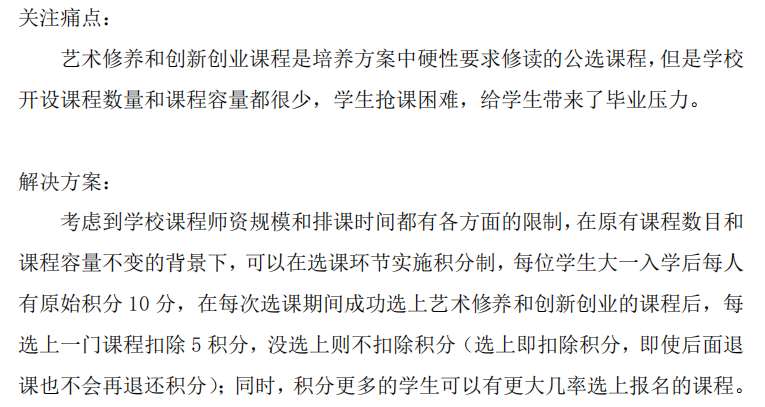 关注痛点：
艺术修养和创新创业课程是培养方案中硬性要求修读的公选课程，但是学校
开设课程数量和课程容量都很少，学生抢课困难，给学生带来了毕业压力。
解决方案：
考虑到学校课程师资规模和排课时间都有各方面的限制，在原有课程数目和
课程容量不变的背景下，可以在选课环节实施积分制，每位学生大一入学后每人
有原始积分 10 分，在每次选课期间成功选上艺术修养和创新创业的课程后，每
选上一门课程扣除 5 积分，没选上则不扣除积分（选上即扣除积分，即使后面退
课也不会再退还积分）；同时，积分更多的学生可以有更大几率选上报名的课程。